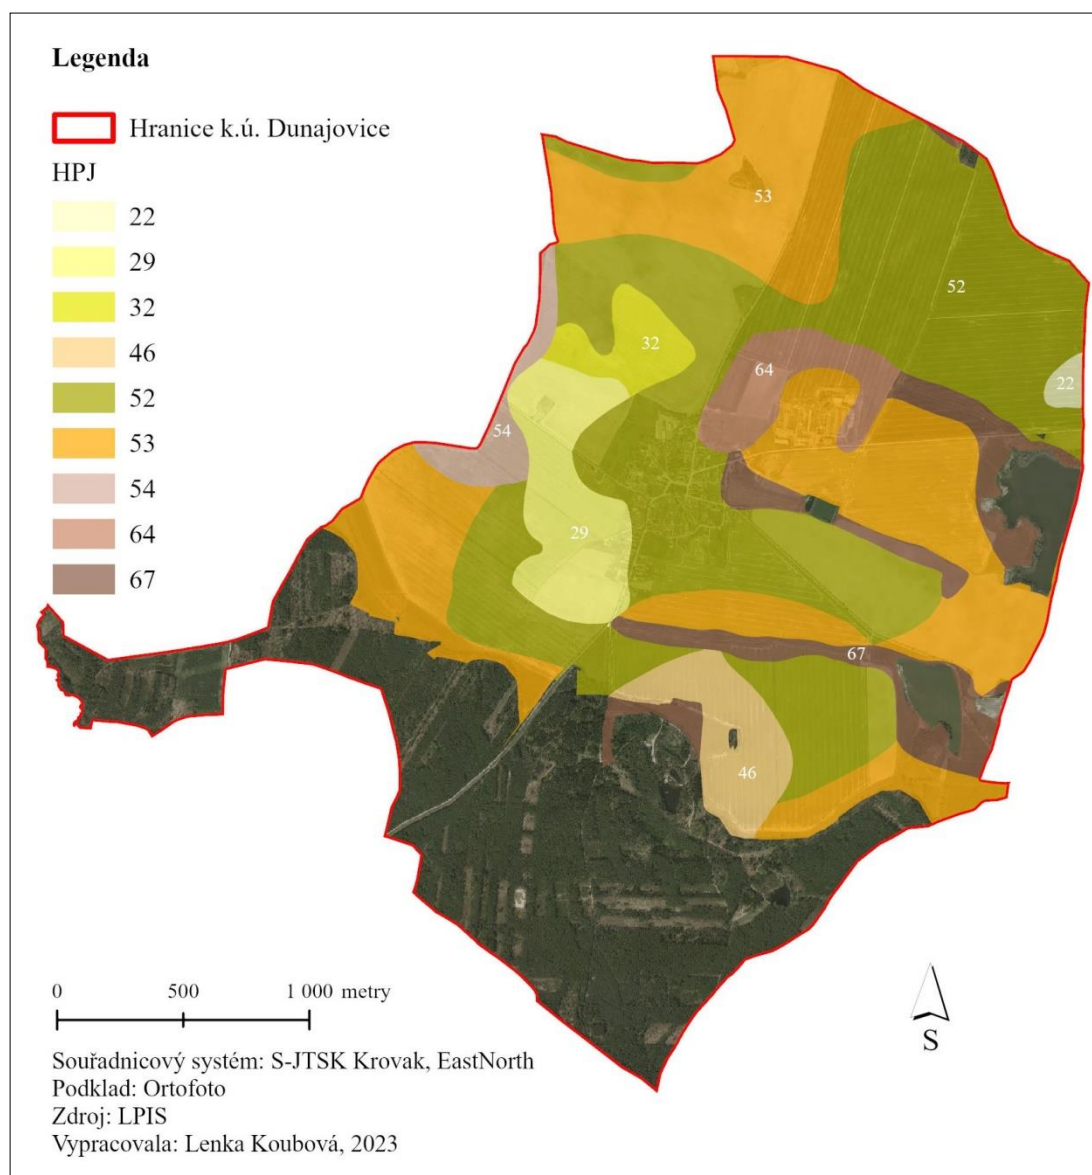 Legenda
Hranice k.ú. Dunajovice
HPJ
22
29
32
46
52
53
54
64
67
53
52
32
64
22
54
29
67
46
0 500 1 000 metry
S
Souřadnicový systém: S-JTSK Krovak, EastNorth
Podklad: Ortofoto
Zdroj: LPIS
Vypracovala: Lenka Koubová, 2023